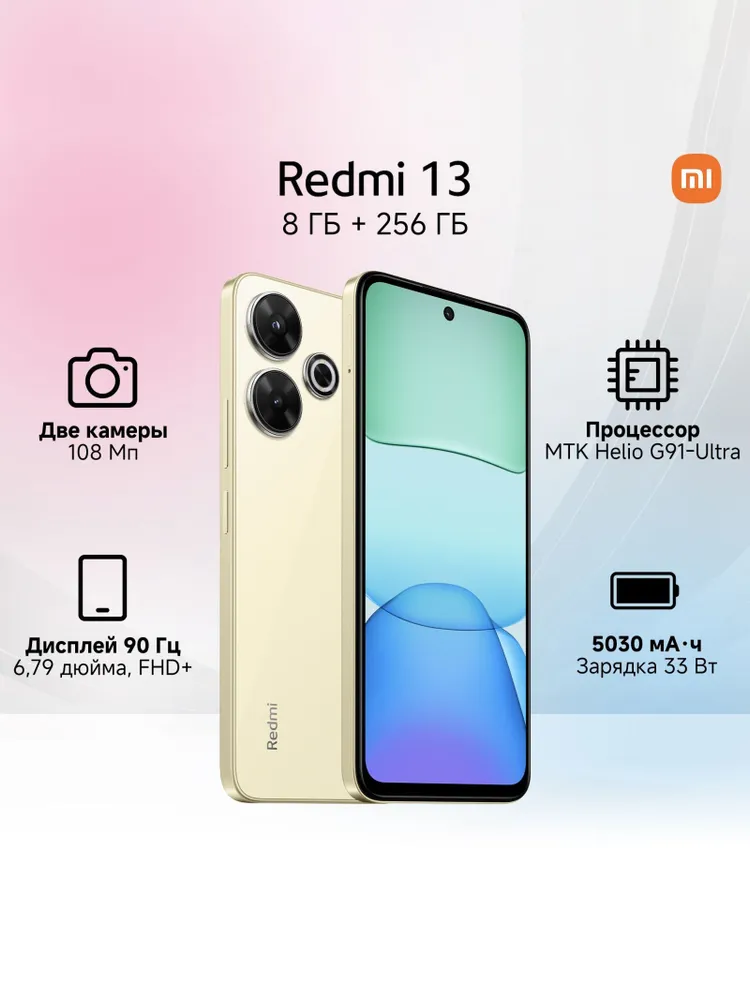 Redmi 13
8 ГБ + 256 ГБ
mi
Две камеры
108 Мп
Процессор
MTK Helio G91-Ultra
Дисплей 90 Гц
6,79 дюйма, FHD+
5030 мА·ч
Зарядка 33 Вт
Redmi